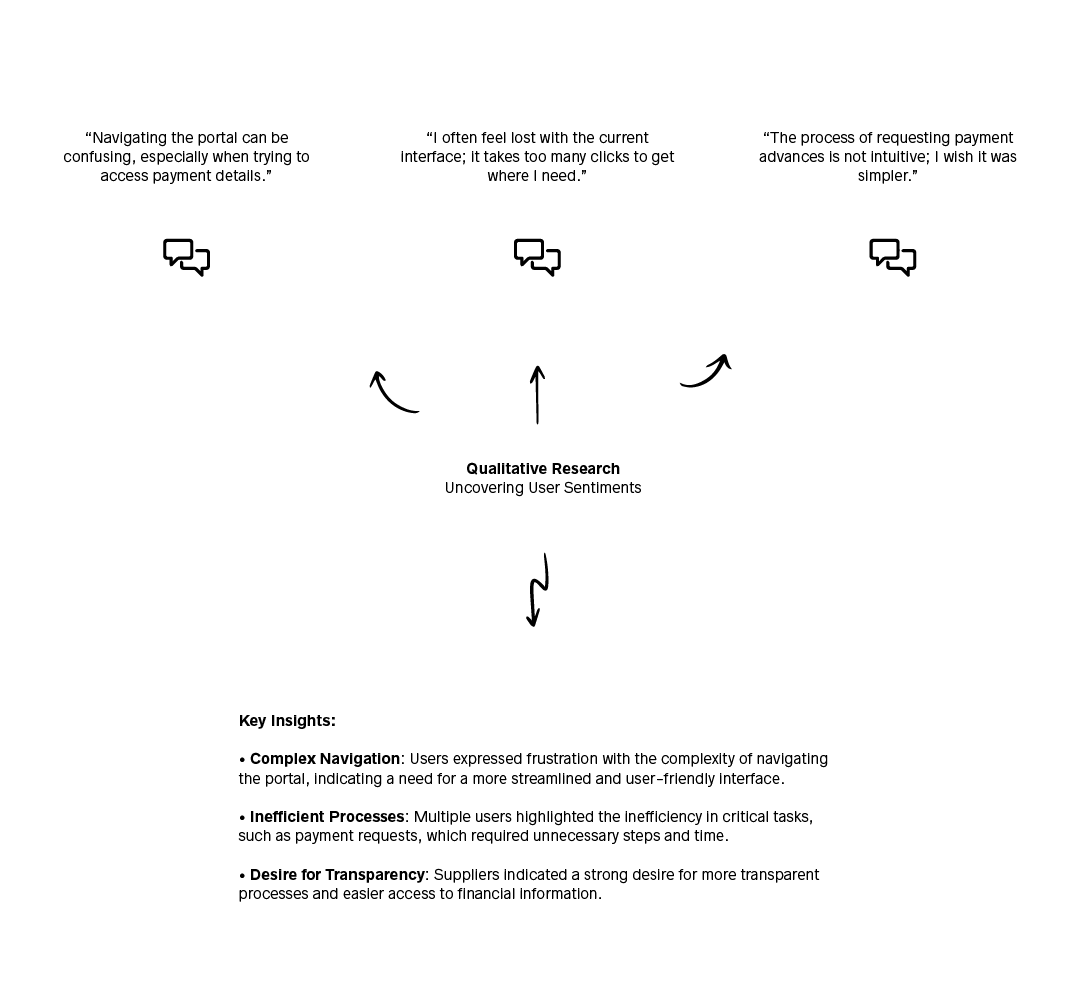 “Navigating the portal can be
confusing, especially when trying to
access payment details.”
“I often feel lost with the current
interface; it takes too many clicks to get
where I need.”
“The process of requesting payment
advances is not intuitive; I wish it was
simpler.”
Qualitative Research
Uncovering User Sentiments
Key Insights:
• Complex Navigation: Users expressed frustration with the complexity of navigating
the portal, indicating a need for a more streamlined and user-friendly interface.
• Inefficient Processes: Multiple users highlighted the inefficiency in critical tasks,
such as payment requests, which required unnecessary steps and time.
• Desire for Transparency: Suppliers indicated a strong desire for more transparent
processes and easier access to financial information.